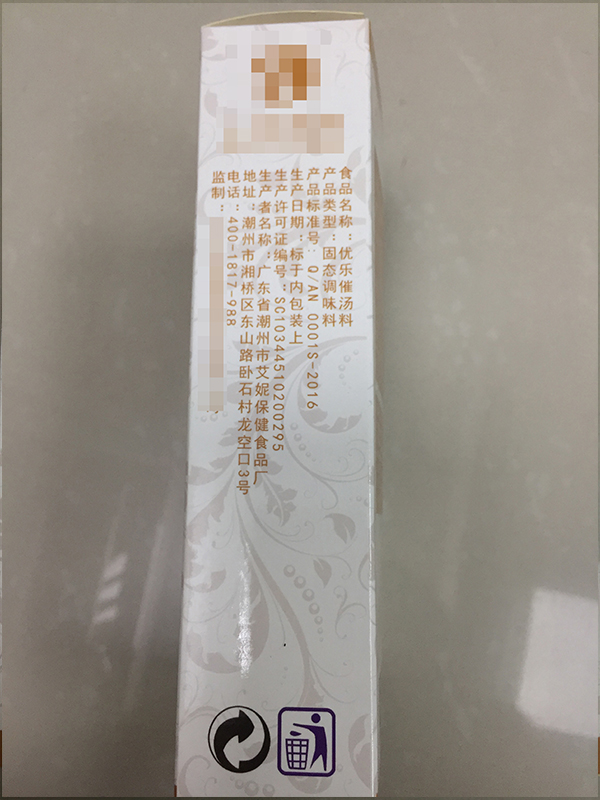 食品名称：优乐催汤料
产品类型：固态调味料
产品标准号：Q/AN 0001S-2016
生产日期：标于内包装上
生产许可证编号：SC10344510200295
生产者名称：广东省潮州市艾妮保健食品厂
地址：潮州市湘桥区东山路卧石村龙空口3号
电话：400-1817-988
监制：